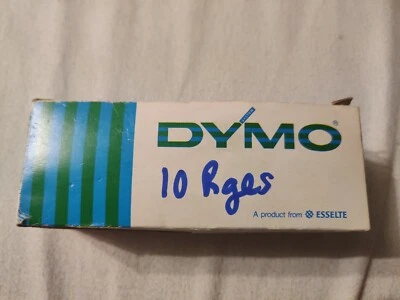 DYMO®
10 Rges
A product from ESSELTE